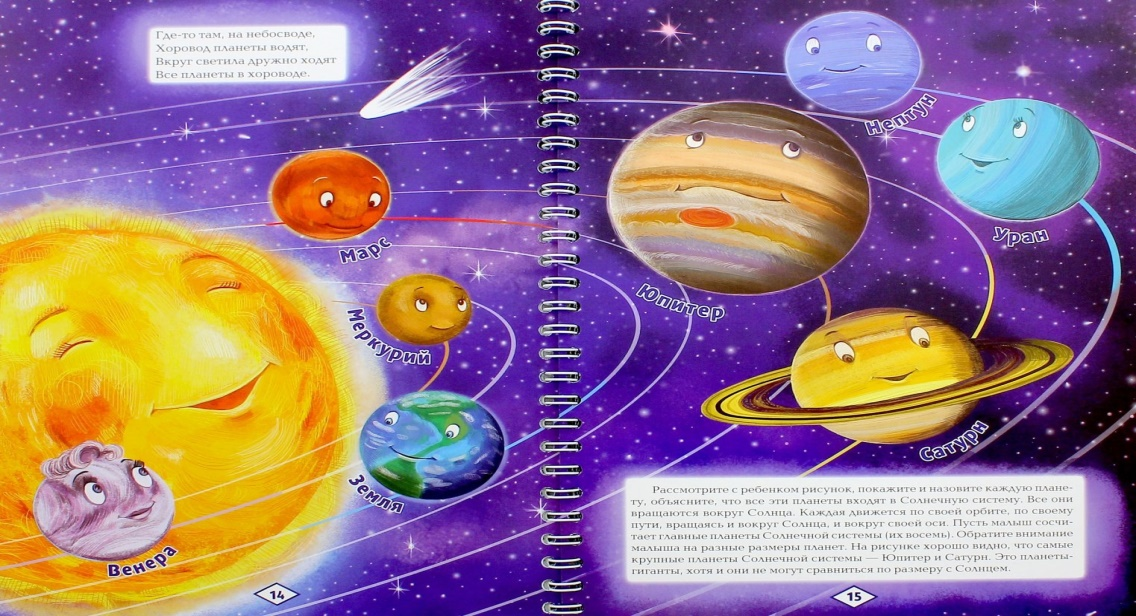 Где-то там, на небосводе,
Хоровод планеты водят,
Вкруг светила дружно ходят
Все планеты в хороводе.
Марс
Меркурий
Земля
Венера
14
Нептун
Уран
Юпитер
Сатурн
Рассмотрите с ребенком рисунок, покажите и назовите каждую плане-
ту, объясните, что все эти планеты входят в Солнечную систему. Все они
вращаются вокруг Солнца. Каждая движется по своей орбите, по своему
пути, вращаясь и вокруг Солнца, и вокруг своей оси. Пусть малыш сосчи-
тает главные планеты Солнечной системы (их восемь). Обратите внимание
малыша на разные размеры планет. На рисунке хорошо видно, что самые
крупные планеты Солнечной системы — Юпитер и Сатурн. Это планеты-
гиганты, хотя и они не могут сравниться по размеру с Солнцем.
15